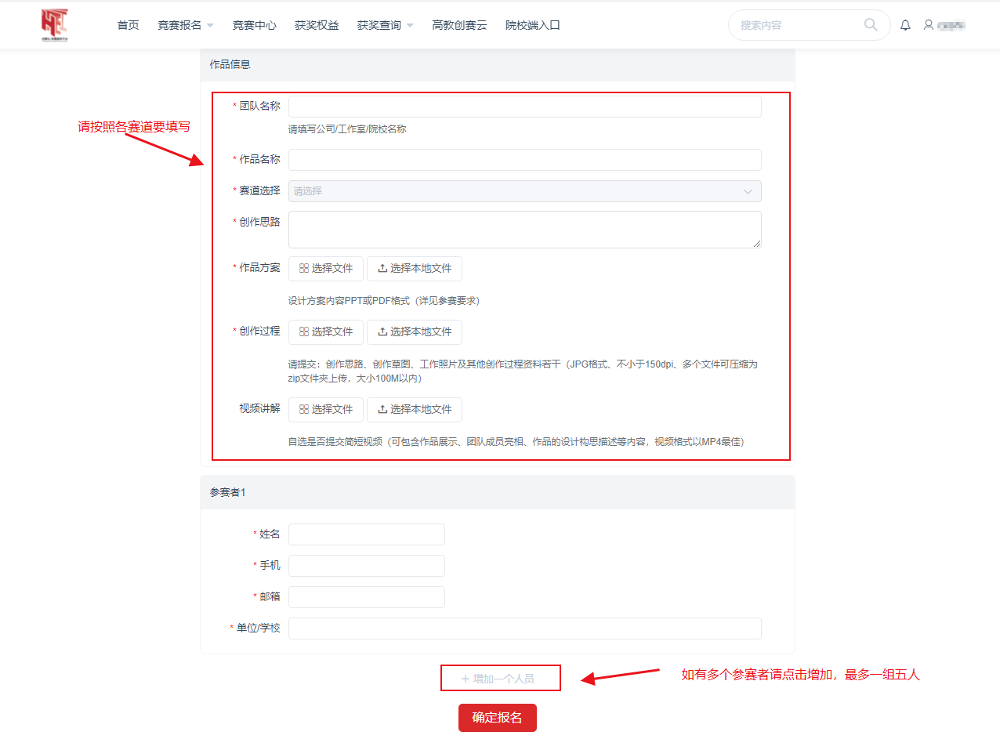 首页 竞赛报名 竞赛中心 获奖权益 获奖查询 高教创赛云 院校端入口 搜索内容
作品信息
请按照各赛道要填写
* 团队名称
请填写公司/工作室/院校名称
* 作品名称
* 赛道选择 请选择
* 创作思路
* 作品方案 选择文件 选择本地文件
设计方案内容PPT或PDF格式（详见参赛要求）
* 创作过程 选择文件 选择本地文件
请提交：创作思路、创作草图、工作照片及其他创作过程资料若干（JPG格式、不小于150dpi、多个文件可压缩为
zip文件夹上传，大小100M以内）
视频讲解 选择文件 选择本地文件
自选是否提交简短视频（可包含作品展示、团队成员亮相、作品的设计构思描述等内容，视频格式以MP4最佳）
参赛者1
* 姓名
* 手机
* 邮箱
* 单位/学校
+ 增加一个人员
如有多个参赛者请点击增加，最多一组五人
确定报名